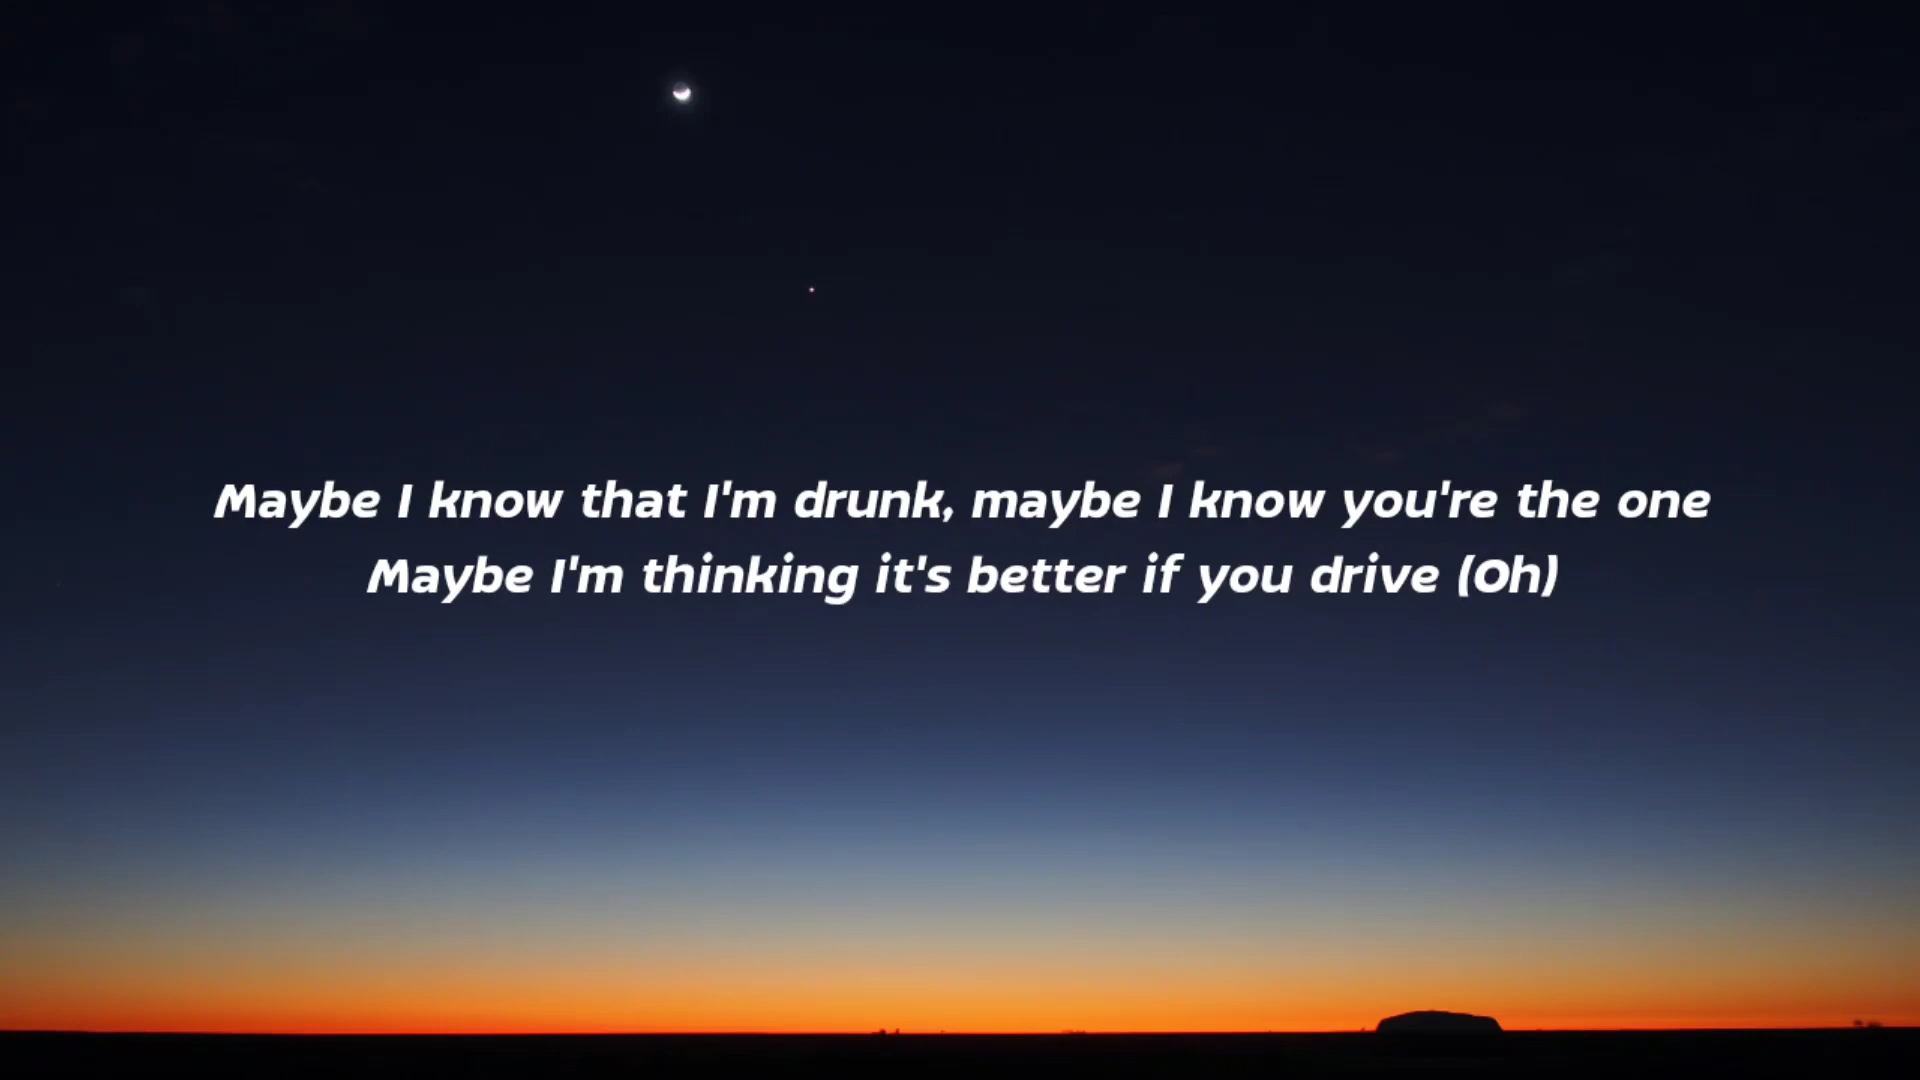 Maybe I know that I'm drunk, maybe I know you're the one
Maybe I'm thinking it's better if you drive (Oh)